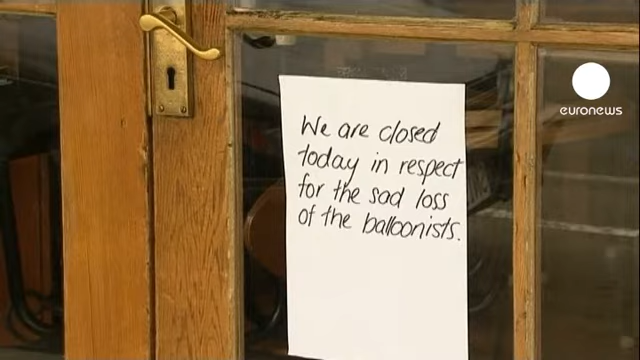 euronews
We are closed
today in respect
for the sad loss
of the balloonists.